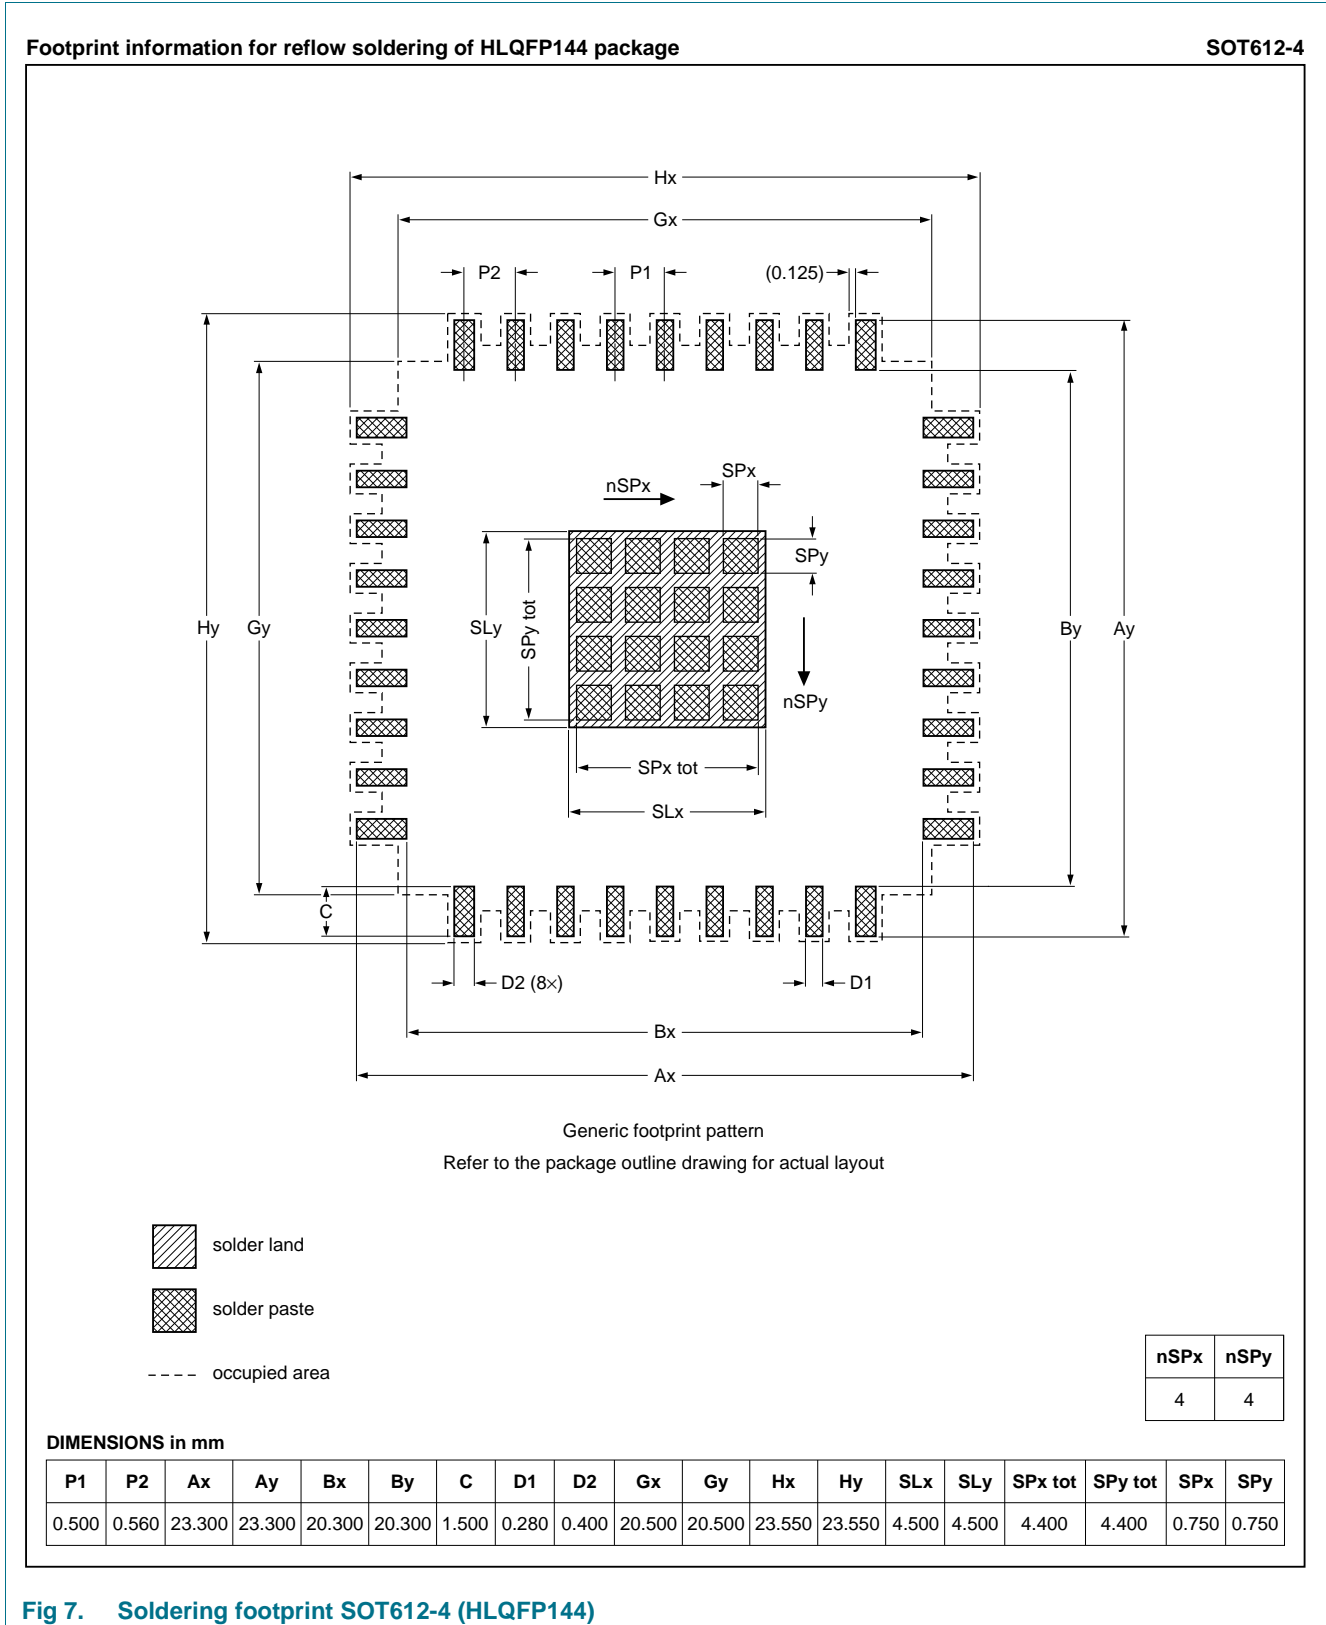 Footprint information for reflow soldering of HLQFP144 package SOT612-4
Hx
Gx
P2 P1 (0.125)
SPx
nSPx
SPy
Hy Gy SLy SPy tot By Ay
nSPy
SPx tot
SLx
C
D2 (8×) D1
Bx
Ax
Generic footprint pattern
Refer to the package outline drawing for actual layout
solder land
solder paste
occupied area
nSPx nSPy
4 4
DIMENSIONS in mm
P1 P2 Ax Ay Bx By C D1 D2 Gx Gy Hx Hy SLx SLy SPx tot SPy tot SPx SPy
0.500 0.560 23.300 23.300 20.300 20.300 1.500 0.280 0.400 20.500 20.500 23.550 23.550 4.500 4.500 4.400 4.400 0.750 0.750
Fig 7. Soldering footprint SOT612-4 (HLQFP144)